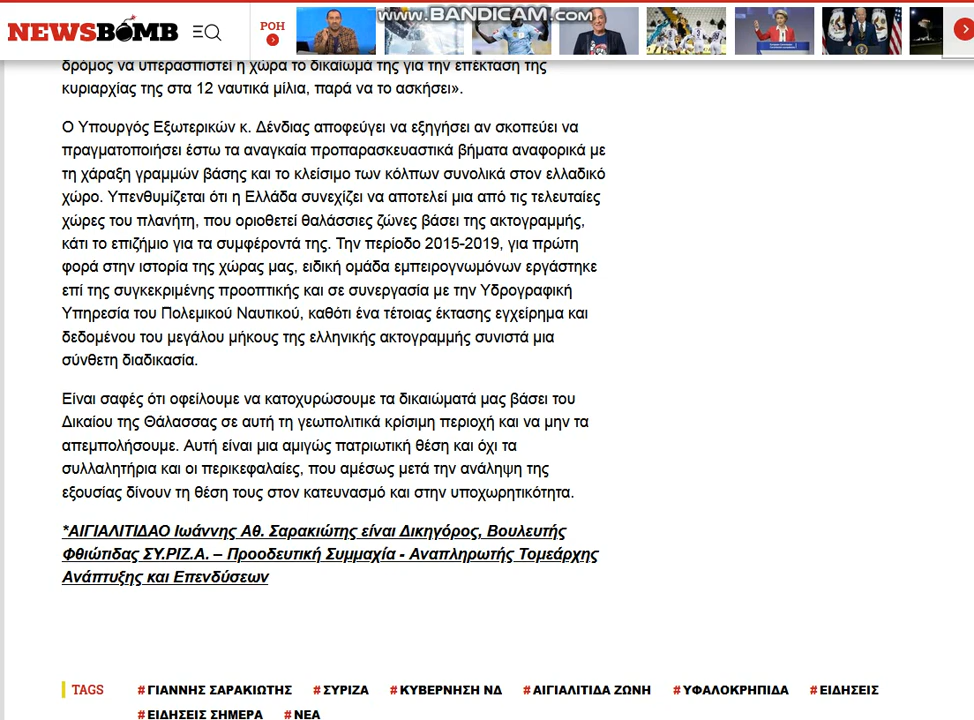 NEWSBOMB
ΡΟΗ
www.BANDICAM.com
δρόμος να υπερασπιστεί η χώρα το δικαίωμά της για την επέκταση της
κυριαρχίας της στα 12 ναυτικά μίλια, παρά να το ασκήσει».
Ο Υπουργός Εξωτερικών κ. Δένδιας αποφεύγει να εξηγήσει αν σκοπεύει να
πραγματοποιήσει έστω τα αναγκαία προπαρασκευαστικά βήματα αναφορικά με
τη χάραξη γραμμών βάσης και το κλείσιμο των κόλπων συνολικά στον ελλαδικό
χώρο. Υπενθυμίζεται ότι η Ελλάδα συνεχίζει να αποτελεί μια από τις τελευταίες
χώρες του πλανήτη, που οριοθετεί θαλάσσιες ζώνες βάσει της ακτογραμμής,
κάτι το επιζήμιο για τα συμφέροντά της. Την περίοδο 2015-2019, για πρώτη
φορά στην ιστορία της χώρας μας, ειδική ομάδα εμπειρογνωμόνων εργάστηκε
επί της συγκεκριμένης προοπτικής και σε συνεργασία με την Υδρογραφική
Υπηρεσία του Πολεμικού Ναυτικού, καθότι ένα τέτοιας έκτασης εγχείρημα και
δεδομένου του μεγάλου μήκους της ελληνικής ακτογραμμής συνιστά μια
σύνθετη διαδικασία.
Είναι σαφές ότι οφείλουμε να κατοχυρώσουμε τα δικαιώματά μας βάσει του
Δικαίου της Θάλασσας σε αυτή τη γεωπολιτικά κρίσιμη περιοχή και να μην τα
απεμπολήσουμε. Αυτή είναι μια αμιγώς πατριωτική θέση και όχι τα
συλλαλητήρια και οι περικεφαλαίες, που αμέσως μετά την ανάληψη της
εξουσίας δίνουν τη θέση τους στον κατευνασμό και στην υποχωρητικότητα.
*ΑΙΓΙΑΛΙΤΙΔΑΟ Ιωάννης Αθ. Σαρακιώτης είναι Δικηγόρος, Βουλευτής
Φθιώτιδας ΣΥ.ΡΙΖ.Α. – Προοδευτική Συμμαχία - Αναπληρωτής Τομεάρχης
Ανάπτυξης και Επενδύσεων
TAGS #ΓΙΑΝΝΗΣ ΣΑΡΑΚΙΩΤΗΣ #ΣΥΡΙΖΑ #ΚΥΒΕΡΝΗΣΗ ΝΔ #ΑΙΓΙΑΛΙΤΙΔΑ ΖΩΝΗ #ΥΦΑΛΟΚΡΗΠΙΔΑ #ΕΙΔΗΣΕΙΣ
#ΕΙΔΗΣΕΙΣ ΣΗΜΕΡΑ #ΝΕΑ